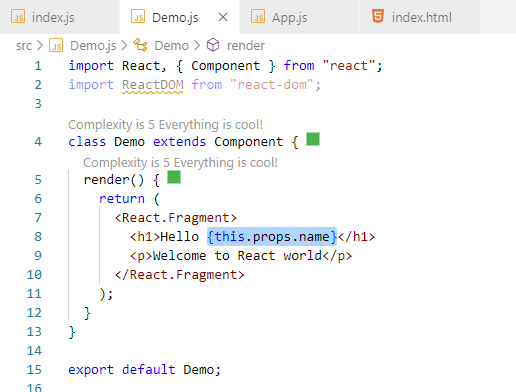 index.js Demo.js × JS App.js index.html
src > JS Demo.js > Demo > render
1 import React, { Component } from "react";
2 import ReactDOM from "react-dom";
3
Complexity is 5 Everything is cool!
4 class Demo extends Component {
Complexity is 5 Everything is cool!
5 render() {
6 return (
7 <React.Fragment>
8 <h1>Hello {this.props.name}</h1>
9 <p>Welcome to React world</p>
10 </React.Fragment>
11 );
12 }
13 }
14
15 export default Demo;
16